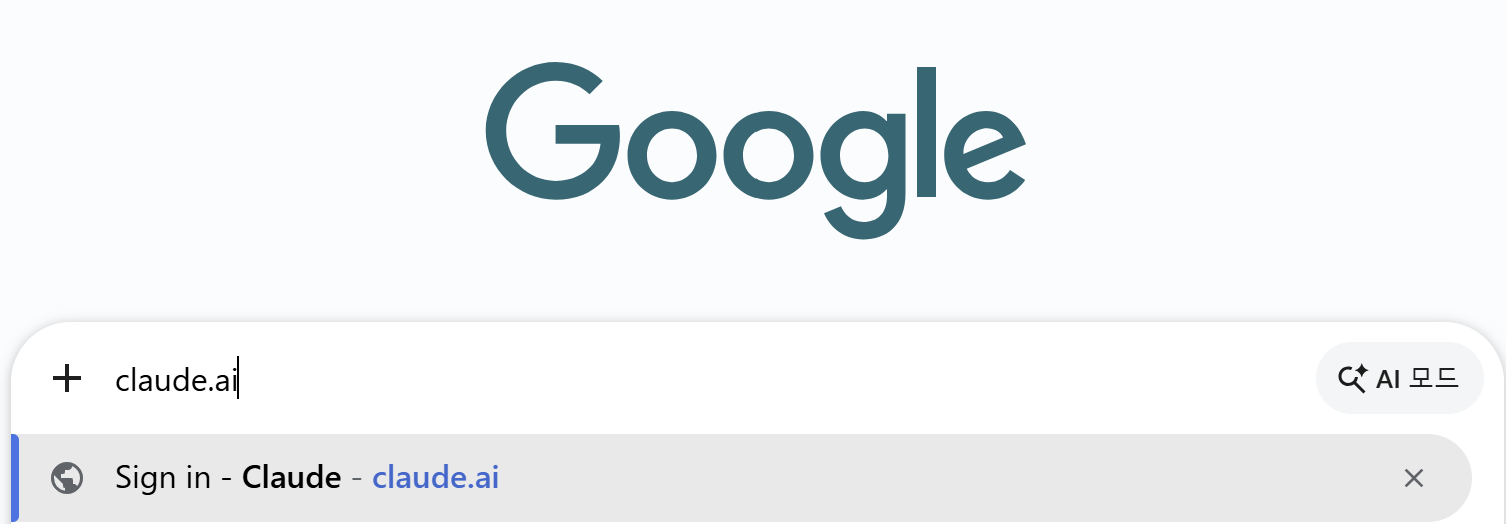 Google
claude.ai AI 모드
Sign in - Claude - claude.ai